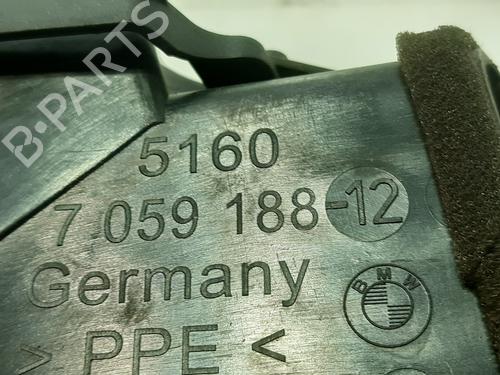 B-PARTS
5160
7 059 188-12
Germany
BMW
> PPE <